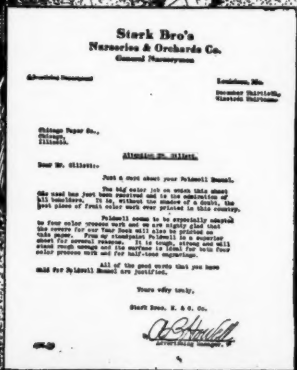 Stark Bro's
Nurseries & Orchards Co.
General Nurserymen
Advertising Department
Louisiana, Mo.
December Thirtieth,
Nineteen Thirteen.
Chicago Paper Co.,
Chicago,
Illinois.
Attention Mr. Gillett.
Dear Mr. Gillett:-
Just a word about your Foldwell Enamel.
The big color job on which this sheet
was used has just been received and is the admiration of
all beholders. It is, without the shadow of a doubt, the
best piece of fruit color work ever printed in this country.
Foldwell seems to be especially adapted
to four color process work and we are mighty glad that
the covers for our Year Book will also be printed on
this paper. From my standpoint Foldwell is a superior
sheet for several reasons. It is tough, strong and will
stand rough usage and its surface is ideal for both four
color process work and for half-tone engravings.
All of the good words that you have
said for Foldwell Enamel are justified.
Yours very truly,
Stark Bros. N. & O. Co.
Advertising Manager.